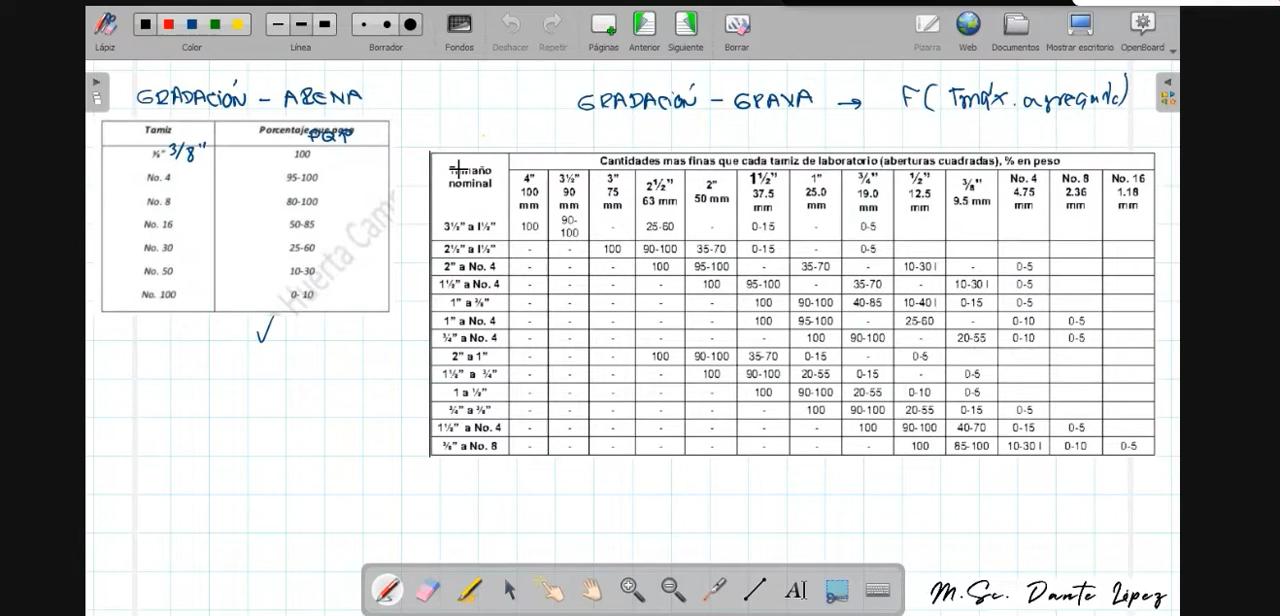 Lápiz Color Línea Borrador Fondos Deshacer Repetir Páginas Anterior Siguiente Borrar Pizarra Web Documentos Mostrar escritorio OpenBoard
GRADACIÓN - ARENA
GRADACIÓN - GRAVA → F( Tmáx. agregado)
Tamiz Porcentaje que pasa
PQP
⅜" 3/8" 100
No. 4 95-100
No. 8 80-100
No. 16 50-85
No. 30 25-60
No. 50 10-30
No. 100 0-10
Huerta Cam
Tamaño nominal
Cantidades mas finas que cada tamiz de laboratorio (aberturas cuadradas), % en peso
4" 100 mm 3½" 90 mm 3" 75 mm 2½" 63 mm 2" 50 mm 1½" 37.5 mm 1" 25.0 mm ¾" 19.0 mm ½" 12.5 mm ⅜" 9.5 mm No. 4 4.75 mm No. 8 2.36 mm No. 16 1.18 mm
3½" a 1½" 100 90-100 - 25-60 - 0-15 - 0-5
2½" a 1½" - - 100 90-100 35-70 0-15 - 0-5
2" a No. 4 - - - 100 95-100 - 35-70 - 10-30 l - 0-5
1½" a No. 4 - - - - 100 95-100 - 35-70 - 10-30 l 0-5
1" a ⅜" - - - - - 100 90-100 40-85 10-40 l 0-15 0-5
1" a No. 4 - - - - - 100 95-100 - 25-60 - 0-10 0-5
¾" a No. 4 - - - - - - 100 90-100 - 20-55 0-10 0-5
2" a 1" - - - 100 90-100 35-70 0-15 - 0-5
1½" a ¾" - - - - 100 90-100 20-55 0-15 - 0-5
1 a ½" - - - - - 100 90-100 20-55 0-10 0-5
¾" a ⅜" - - - - - - 100 90-100 20-55 0-15 0-5
1½" a No. 4 - - - - - - - 100 90-100 40-70 0-15 0-5
⅜" a No. 8 - - - - - - - - 100 85-100 10-30 l 0-10 0-5
M.Sc. Dante López